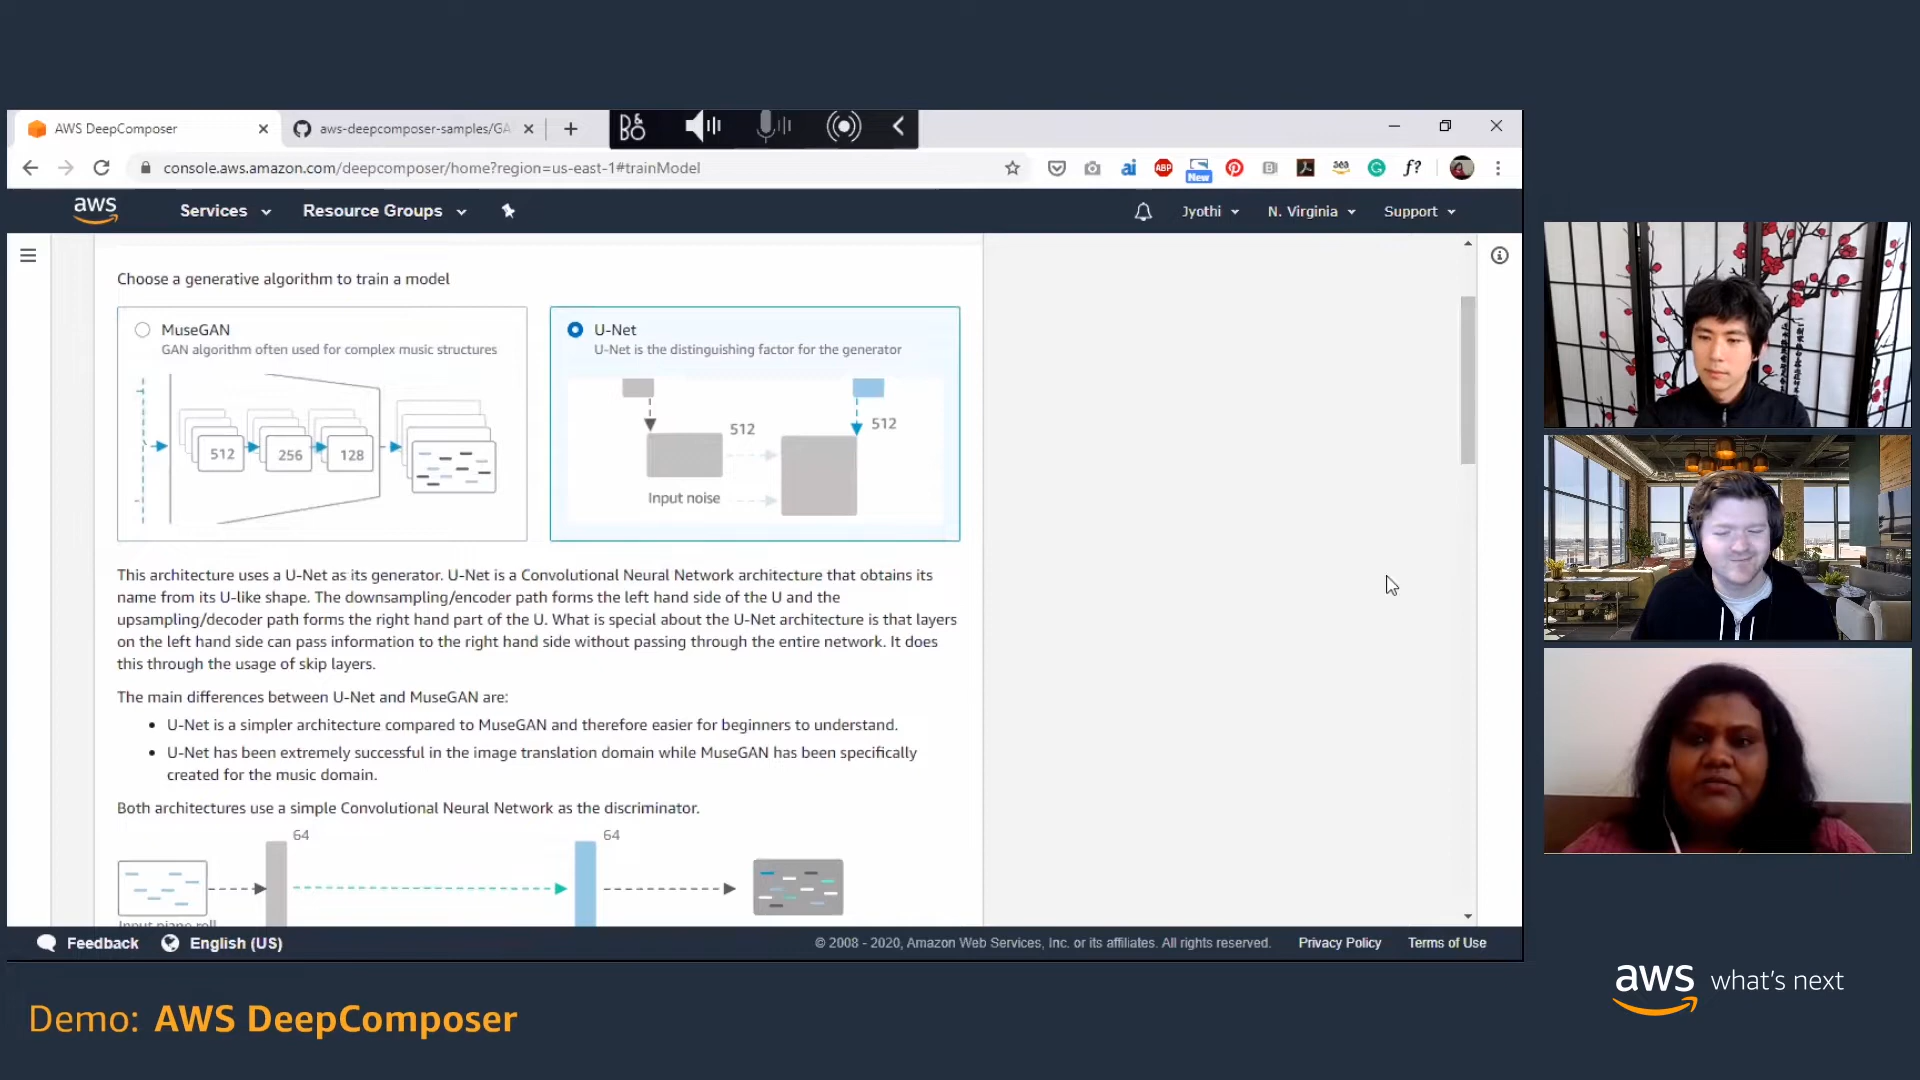 AWS DeepComposer
aws-deepcomposer-samples/GA
B&O
console.aws.amazon.com/deepcomposer/home?region=us-east-1#trainModel
ai
ABP
New
f?
aws
Services
Resource Groups
Jyothi
N. Virginia
Support
Choose a generative algorithm to train a model
MuseGAN
GAN algorithm often used for complex music structures
512
256
128
U-Net
U-Net is the distinguishing factor for the generator
512
512
Input noise
This architecture uses a U-Net as its generator. U-Net is a Convolutional Neural Network architecture that obtains its
name from its U-like shape. The downsampling/encoder path forms the left hand side of the U and the
upsampling/decoder path forms the right hand part of the U. What is special about the U-Net architecture is that layers
on the left hand side can pass information to the right hand side without passing through the entire network. It does
this through the usage of skip layers.
The main differences between U-Net and MuseGAN are:
• U-Net is a simpler architecture compared to MuseGAN and therefore easier for beginners to understand.
• U-Net has been extremely successful in the image translation domain while MuseGAN has been specifically
created for the music domain.
Both architectures use a simple Convolutional Neural Network as the discriminator.
64
64
Input piano roll
Feedback
English (US)
© 2008 - 2020, Amazon Web Services, Inc. or its affiliates. All rights reserved.
Privacy Policy
Terms of Use
Demo: AWS DeepComposer
aws what's next